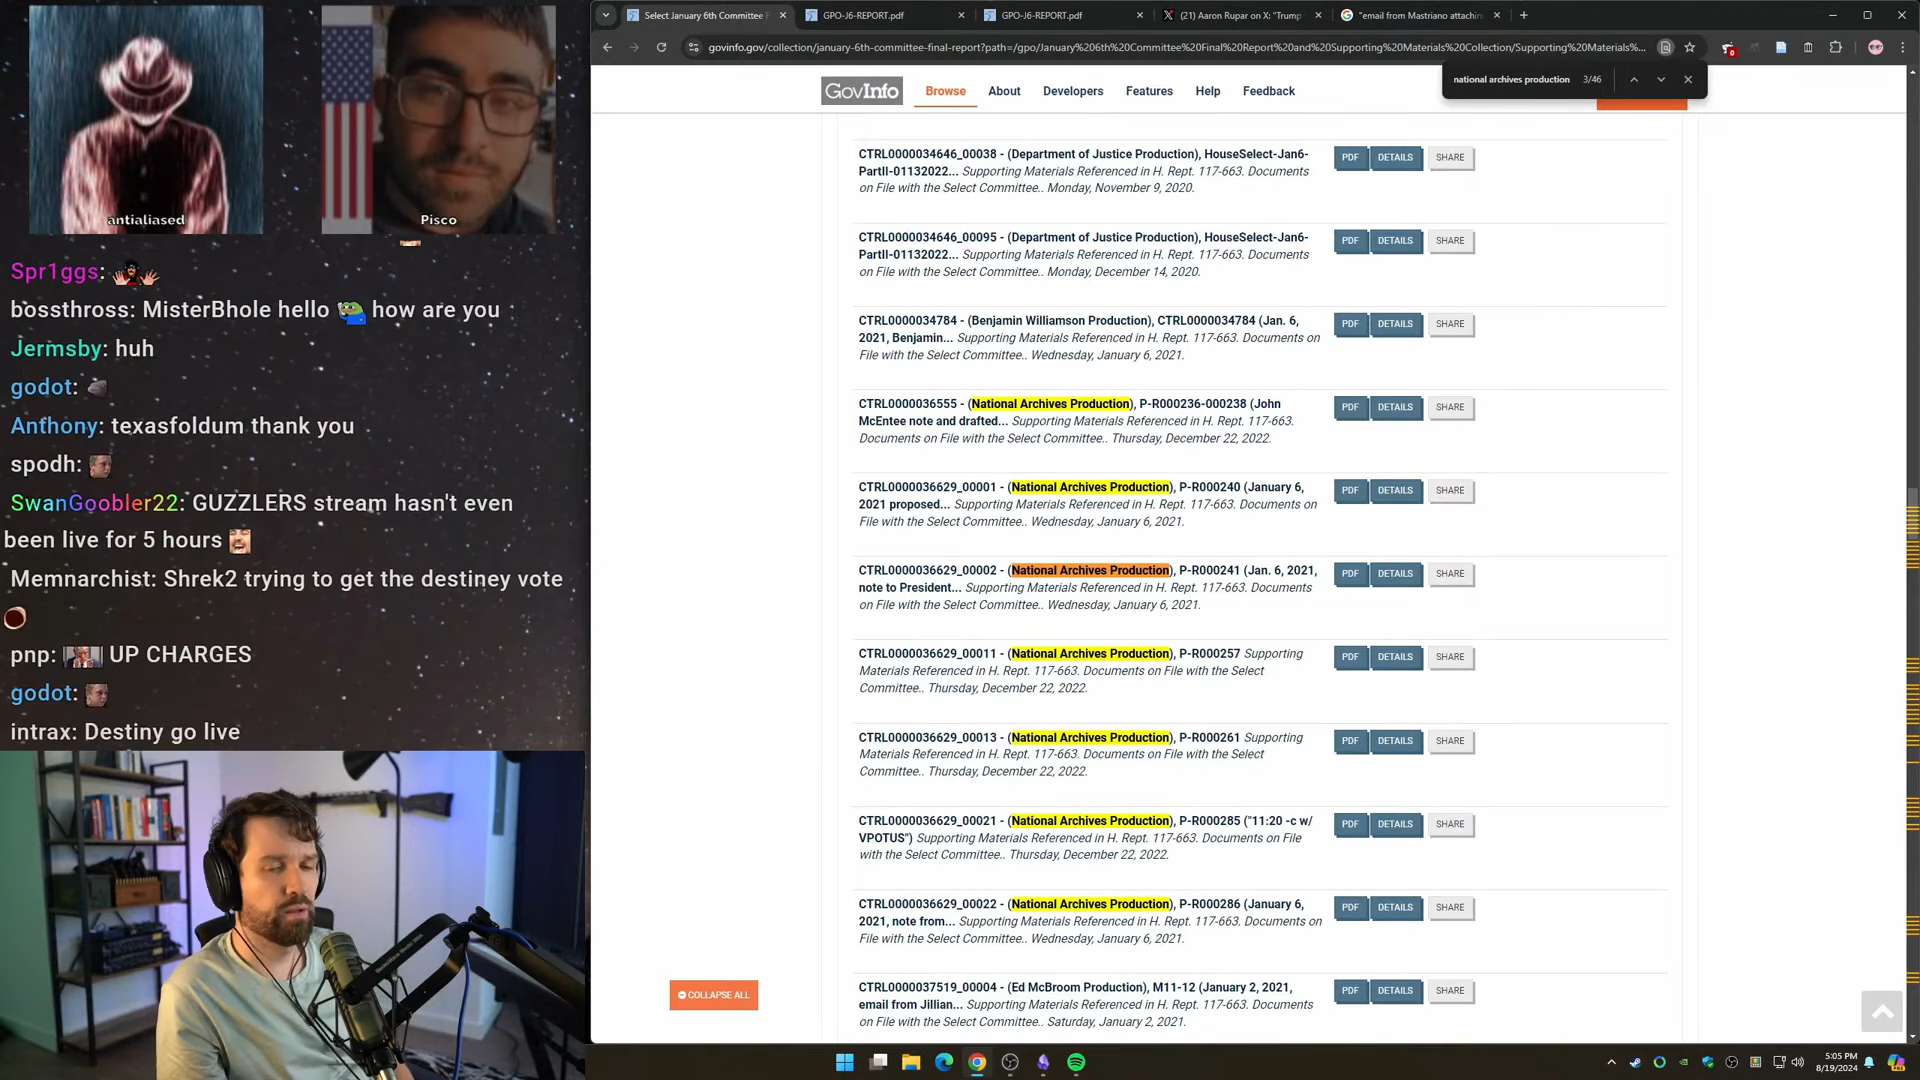 antialiased
Pisco
Spr1ggs:
bossthross: MisterBhole hello how are you
Jermsby: huh
godot:
Anthony: texasfoldum thank you
spodh:
SwanGoobler22: GUZZLERS stream hasn't even
been live for 5 hours
Memnarchist: Shrek2 trying to get the destiney vote
pnp: UP CHARGES
godot:
intrax: Destiny go live
Select January 6th Committee F
GPO-J6-REPORT.pdf
GPO-J6-REPORT.pdf
(21) Aaron Rupar on X: "Trump
"email from Mastriano attachin
govinfo.gov/collection/january-6th-committee-final-report?path=/gpo/January%206th%20Committee%20Final%20Report%20and%20Supporting%20Materials%20Collection/Supporting%20Materials%...
national archives production 3/46
GovInfo
Browse About Developers Features Help Feedback
CTRL0000034646_00038 - (Department of Justice Production), HouseSelect-Jan6-
PartII-01132022... Supporting Materials Referenced in H. Rept. 117-663. Documents
on File with the Select Committee.. Monday, November 9, 2020.
PDF DETAILS SHARE
CTRL0000034646_00095 - (Department of Justice Production), HouseSelect-Jan6-
PartII-01132022... Supporting Materials Referenced in H. Rept. 117-663. Documents
on File with the Select Committee.. Monday, December 14, 2020.
PDF DETAILS SHARE
CTRL0000034784 - (Benjamin Williamson Production), CTRL0000034784 (Jan. 6,
2021, Benjamin... Supporting Materials Referenced in H. Rept. 117-663. Documents on
File with the Select Committee.. Wednesday, January 6, 2021.
PDF DETAILS SHARE
CTRL0000036555 - (National Archives Production), P-R000236-000238 (John
McEntee note and drafted... Supporting Materials Referenced in H. Rept. 117-663.
Documents on File with the Select Committee.. Thursday, December 22, 2022.
PDF DETAILS SHARE
CTRL0000036629_00001 - (National Archives Production), P-R000240 (January 6,
2021 proposed... Supporting Materials Referenced in H. Rept. 117-663. Documents on
File with the Select Committee.. Wednesday, January 6, 2021.
PDF DETAILS SHARE
CTRL0000036629_00002 - (National Archives Production), P-R000241 (Jan. 6, 2021,
note to President... Supporting Materials Referenced in H. Rept. 117-663. Documents
on File with the Select Committee.. Wednesday, January 6, 2021.
PDF DETAILS SHARE
CTRL0000036629_00011 - (National Archives Production), P-R000257 Supporting
Materials Referenced in H. Rept. 117-663. Documents on File with the Select
Committee.. Thursday, December 22, 2022.
PDF DETAILS SHARE
CTRL0000036629_00013 - (National Archives Production), P-R000261 Supporting
Materials Referenced in H. Rept. 117-663. Documents on File with the Select
Committee.. Thursday, December 22, 2022.
PDF DETAILS SHARE
CTRL0000036629_00021 - (National Archives Production), P-R000285 ("11:20 -c w/
VPOTUS") Supporting Materials Referenced in H. Rept. 117-663. Documents on File
with the Select Committee.. Thursday, December 22, 2022.
PDF DETAILS SHARE
CTRL0000036629_00022 - (National Archives Production), P-R000286 (January 6,
2021, note from... Supporting Materials Referenced in H. Rept. 117-663. Documents on
File with the Select Committee.. Wednesday, January 6, 2021.
PDF DETAILS SHARE
CTRL0000037519_00004 - (Ed McBroom Production), M11-12 (January 2, 2021,
email from Jillian... Supporting Materials Referenced in H. Rept. 117-663. Documents
on File with the Select Committee.. Saturday, January 2, 2021.
PDF DETAILS SHARE
COLLAPSE ALL
5:05 PM
8/19/2024